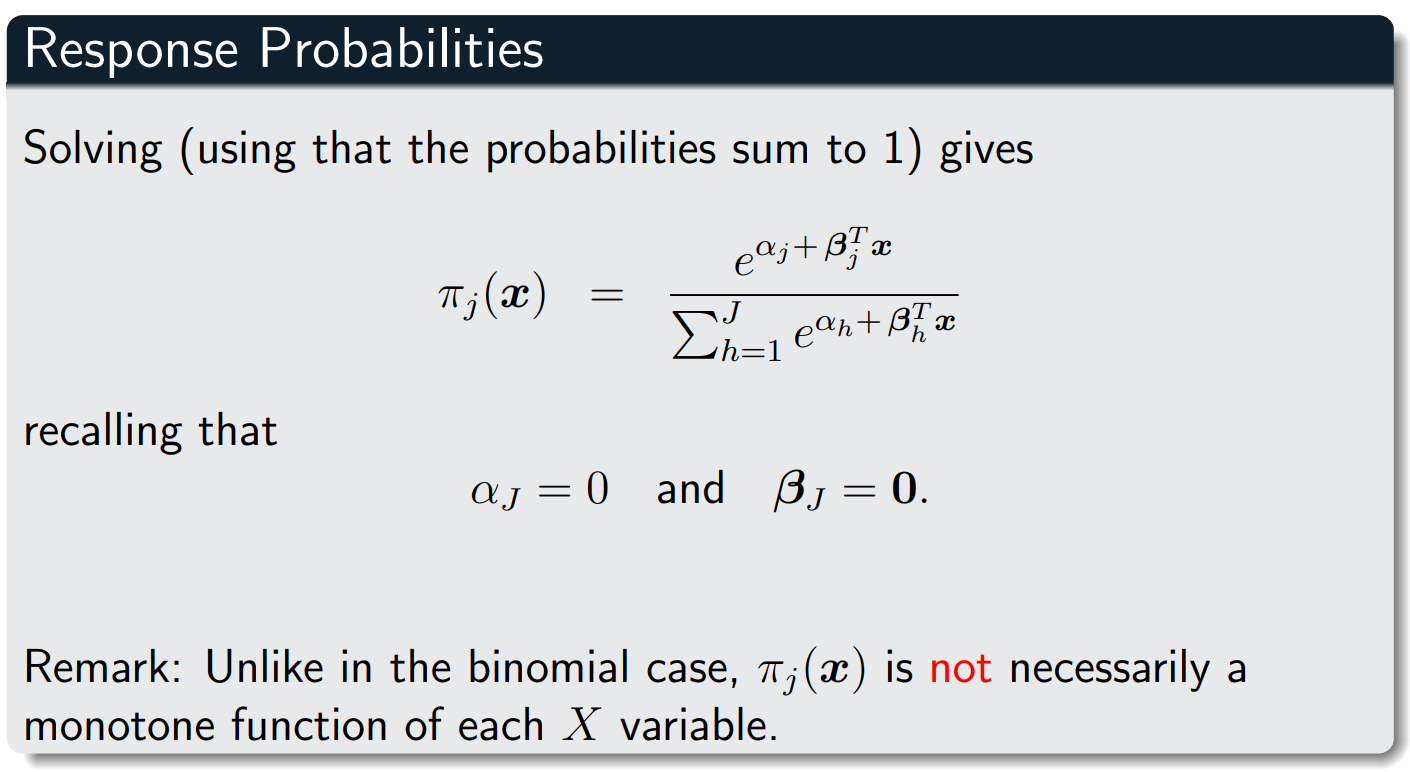 Response Probabilities
Solving (using that the probabilities sum to 1) gives
$\pi_j(\boldsymbol{x}) = \frac{e^{\alpha_j + \boldsymbol{\beta}_j^T \boldsymbol{x}}}{\sum_{h=1}^{J} e^{\alpha_h + \boldsymbol{\beta}_h^T \boldsymbol{x}}}$
recalling that
$\alpha_J = 0$ and $\boldsymbol{\beta}_J = \boldsymbol{0}$.
Remark: Unlike in the binomial case, $\pi_j(\boldsymbol{x})$ is not necessarily a
monotone function of each $X$ variable.